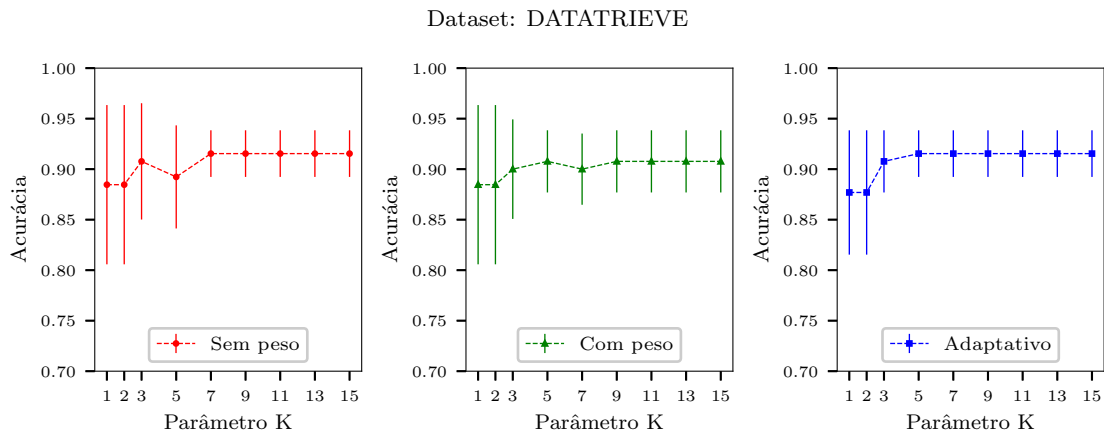 Dataset: DATATRIEVE
1.00
0.95
0.90
0.85
0.80
0.75
0.70
Acurácia
Sem peso
1 2 3 5 7 9 11 13 15
Parâmetro K
1.00
0.95
0.90
0.85
0.80
0.75
0.70
Acurácia
Com peso
1 2 3 5 7 9 11 13 15
Parâmetro K
1.00
0.95
0.90
0.85
0.80
0.75
0.70
Acurácia
Adaptativo
1 2 3 5 7 9 11 13 15
Parâmetro K